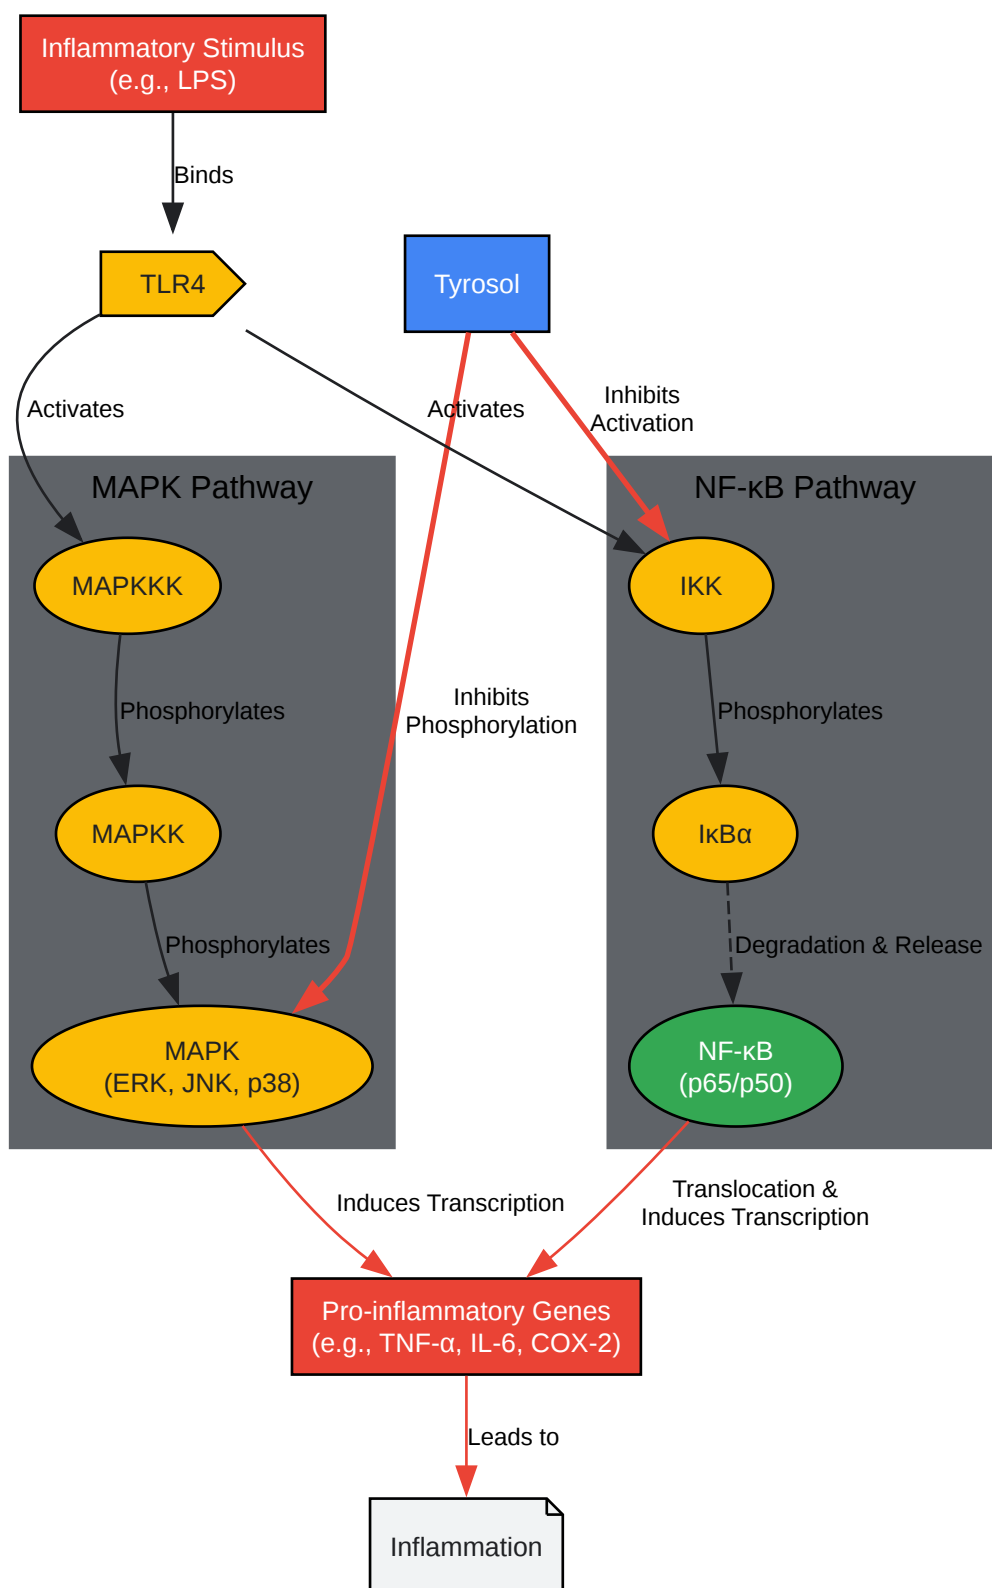 Inflammatory Stimulus
(e.g., LPS)
Binds
TLR4
Tyrosol
Activates
Activates
Inhibits
Activation
MAPK Pathway
NF-κB Pathway
MAPKKK
IKK
Phosphorylates
Inhibits
Phosphorylation
Phosphorylates
MAPKK
IκBα
Phosphorylates
Degradation & Release
MAPK
(ERK, JNK, p38)
NF-κB
(p65/p50)
Induces Transcription
Translocation &
Induces Transcription
Pro-inflammatory Genes
(e.g., TNF-α, IL-6, COX-2)
Leads to
Inflammation